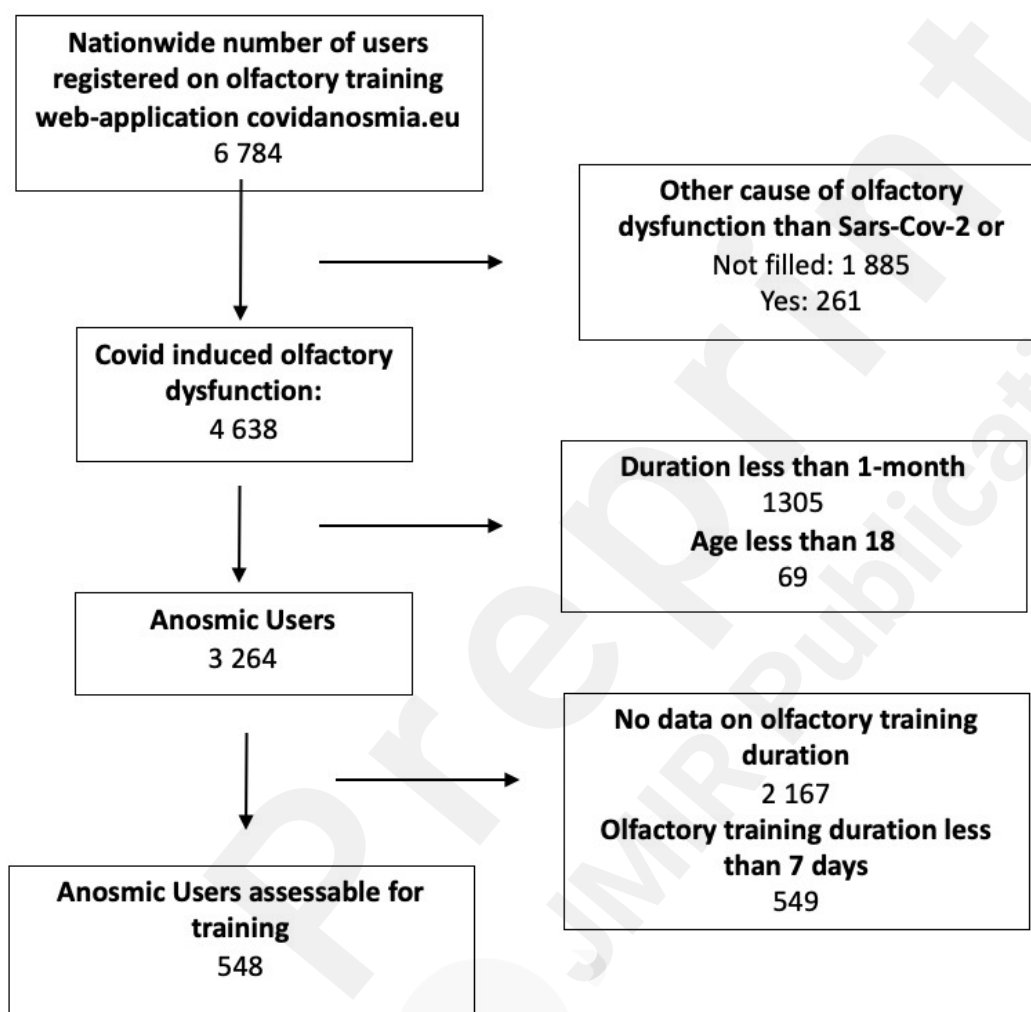 Nationwide number of users
registered on olfactory training
web-application covidanosmia.eu
6 784
Other cause of olfactory
dysfunction than Sars-Cov-2 or
Not filled: 1 885
Yes: 261
Covid induced olfactory
dysfunction:
4 638
Duration less than 1-month
1305
Age less than 18
69
Anosmic Users
3 264
No data on olfactory training
duration
2 167
Olfactory training duration less
than 7 days
549
Anosmic Users assessable for
training
548
Preprint
JMIR Publicati